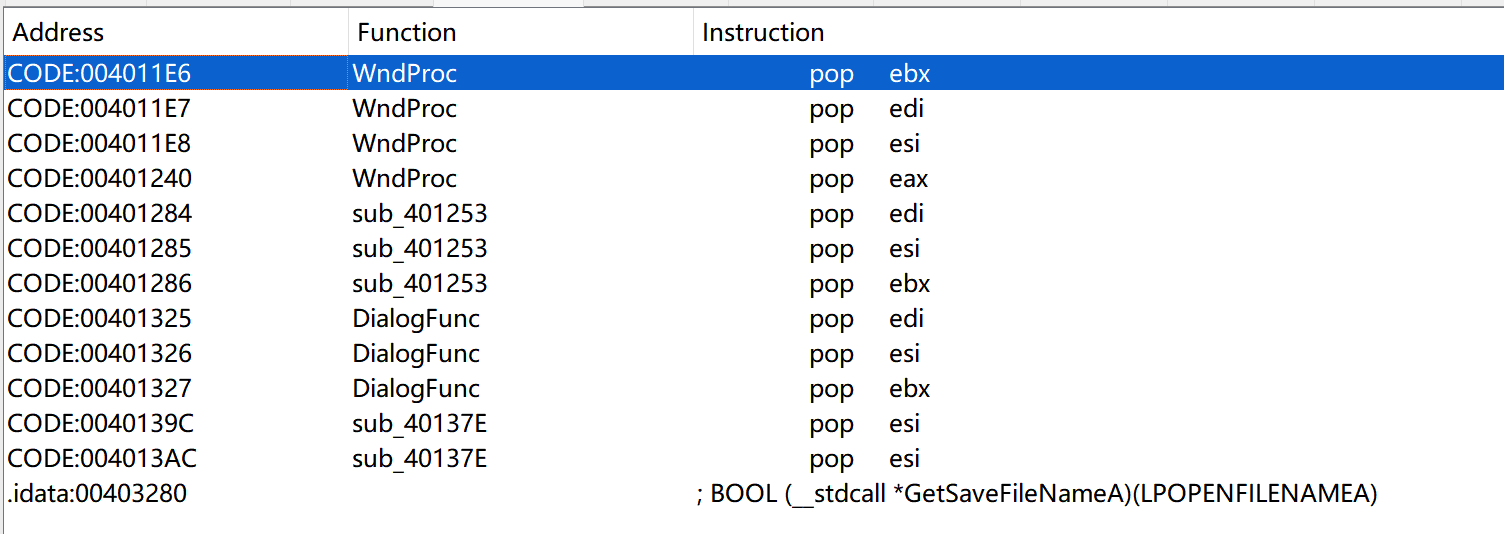 Address Function Instruction
CODE:004011E6 WndProc pop ebx
CODE:004011E7 WndProc pop edi
CODE:004011E8 WndProc pop esi
CODE:00401240 WndProc pop eax
CODE:00401284 sub_401253 pop edi
CODE:00401285 sub_401253 pop esi
CODE:00401286 sub_401253 pop ebx
CODE:00401325 DialogFunc pop edi
CODE:00401326 DialogFunc pop esi
CODE:00401327 DialogFunc pop ebx
CODE:0040139C sub_40137E pop esi
CODE:004013AC sub_40137E pop esi
.idata:00403280 ; BOOL (__stdcall *GetSaveFileNameA)(LPOPENFILENAMEA)